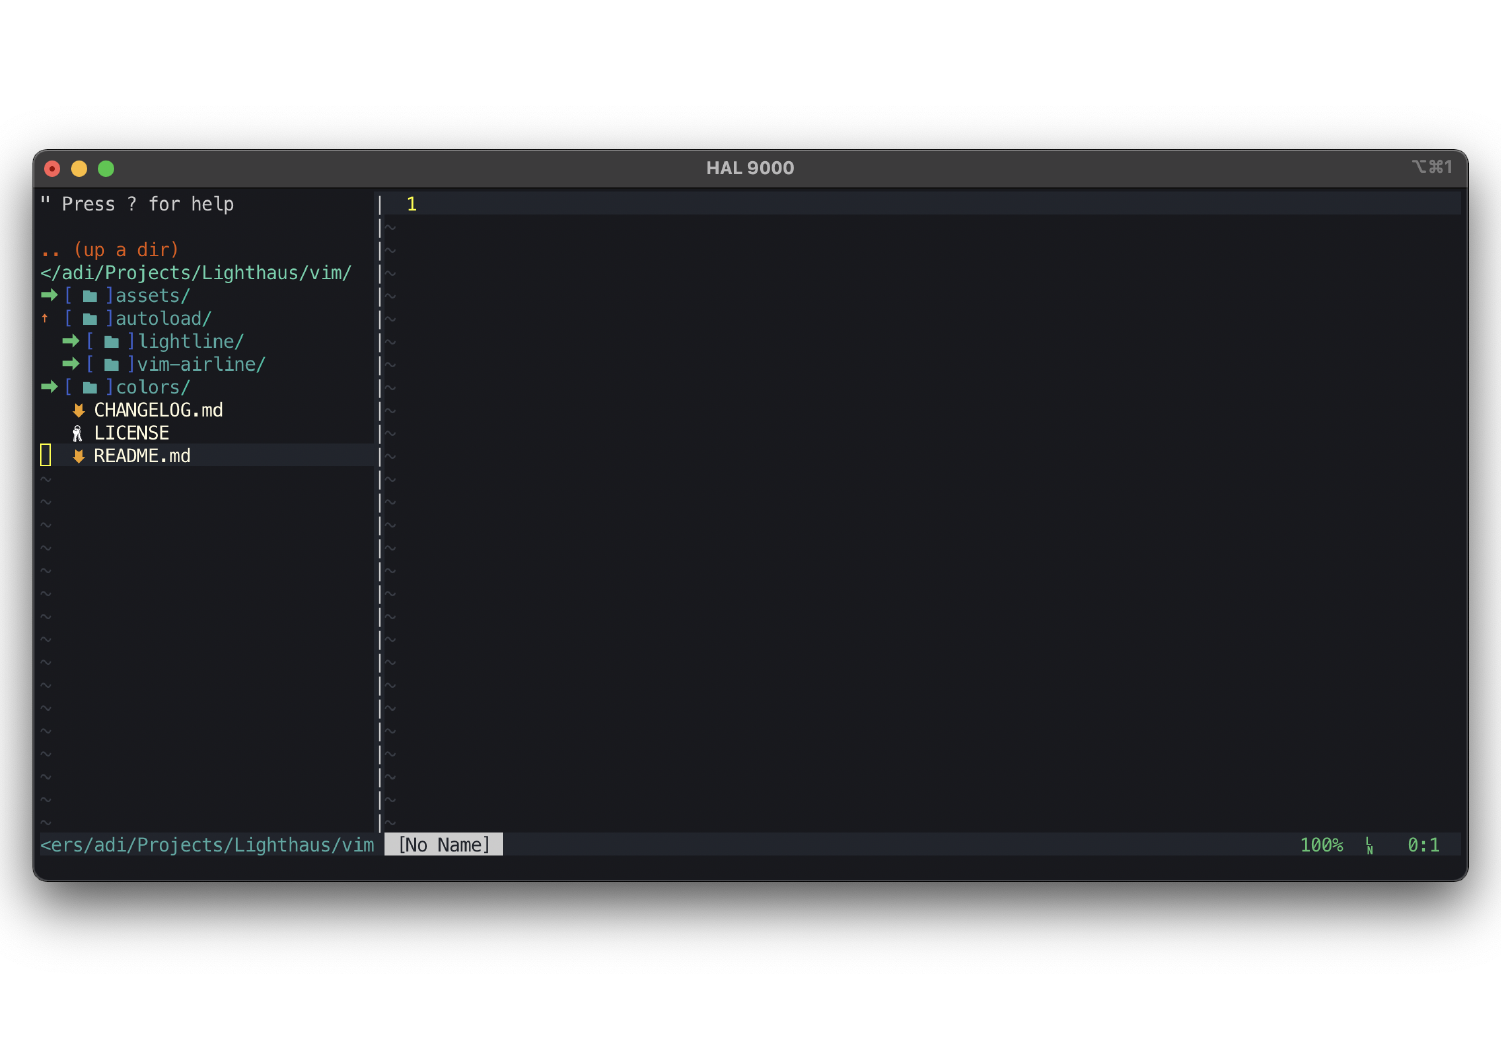 HAL 9000
⌥⌘1
" Press ? for help
1
.. (up a dir)
</adi/Projects/Lighthaus/vim/
[ ]assets/
[ ]autoload/
[ ]lightline/
[ ]vim-airline/
[ ]colors/
CHANGELOG.md
LICENSE
README.md
<ers/adi/Projects/Lighthaus/vim [No Name] 100% LN 0:1